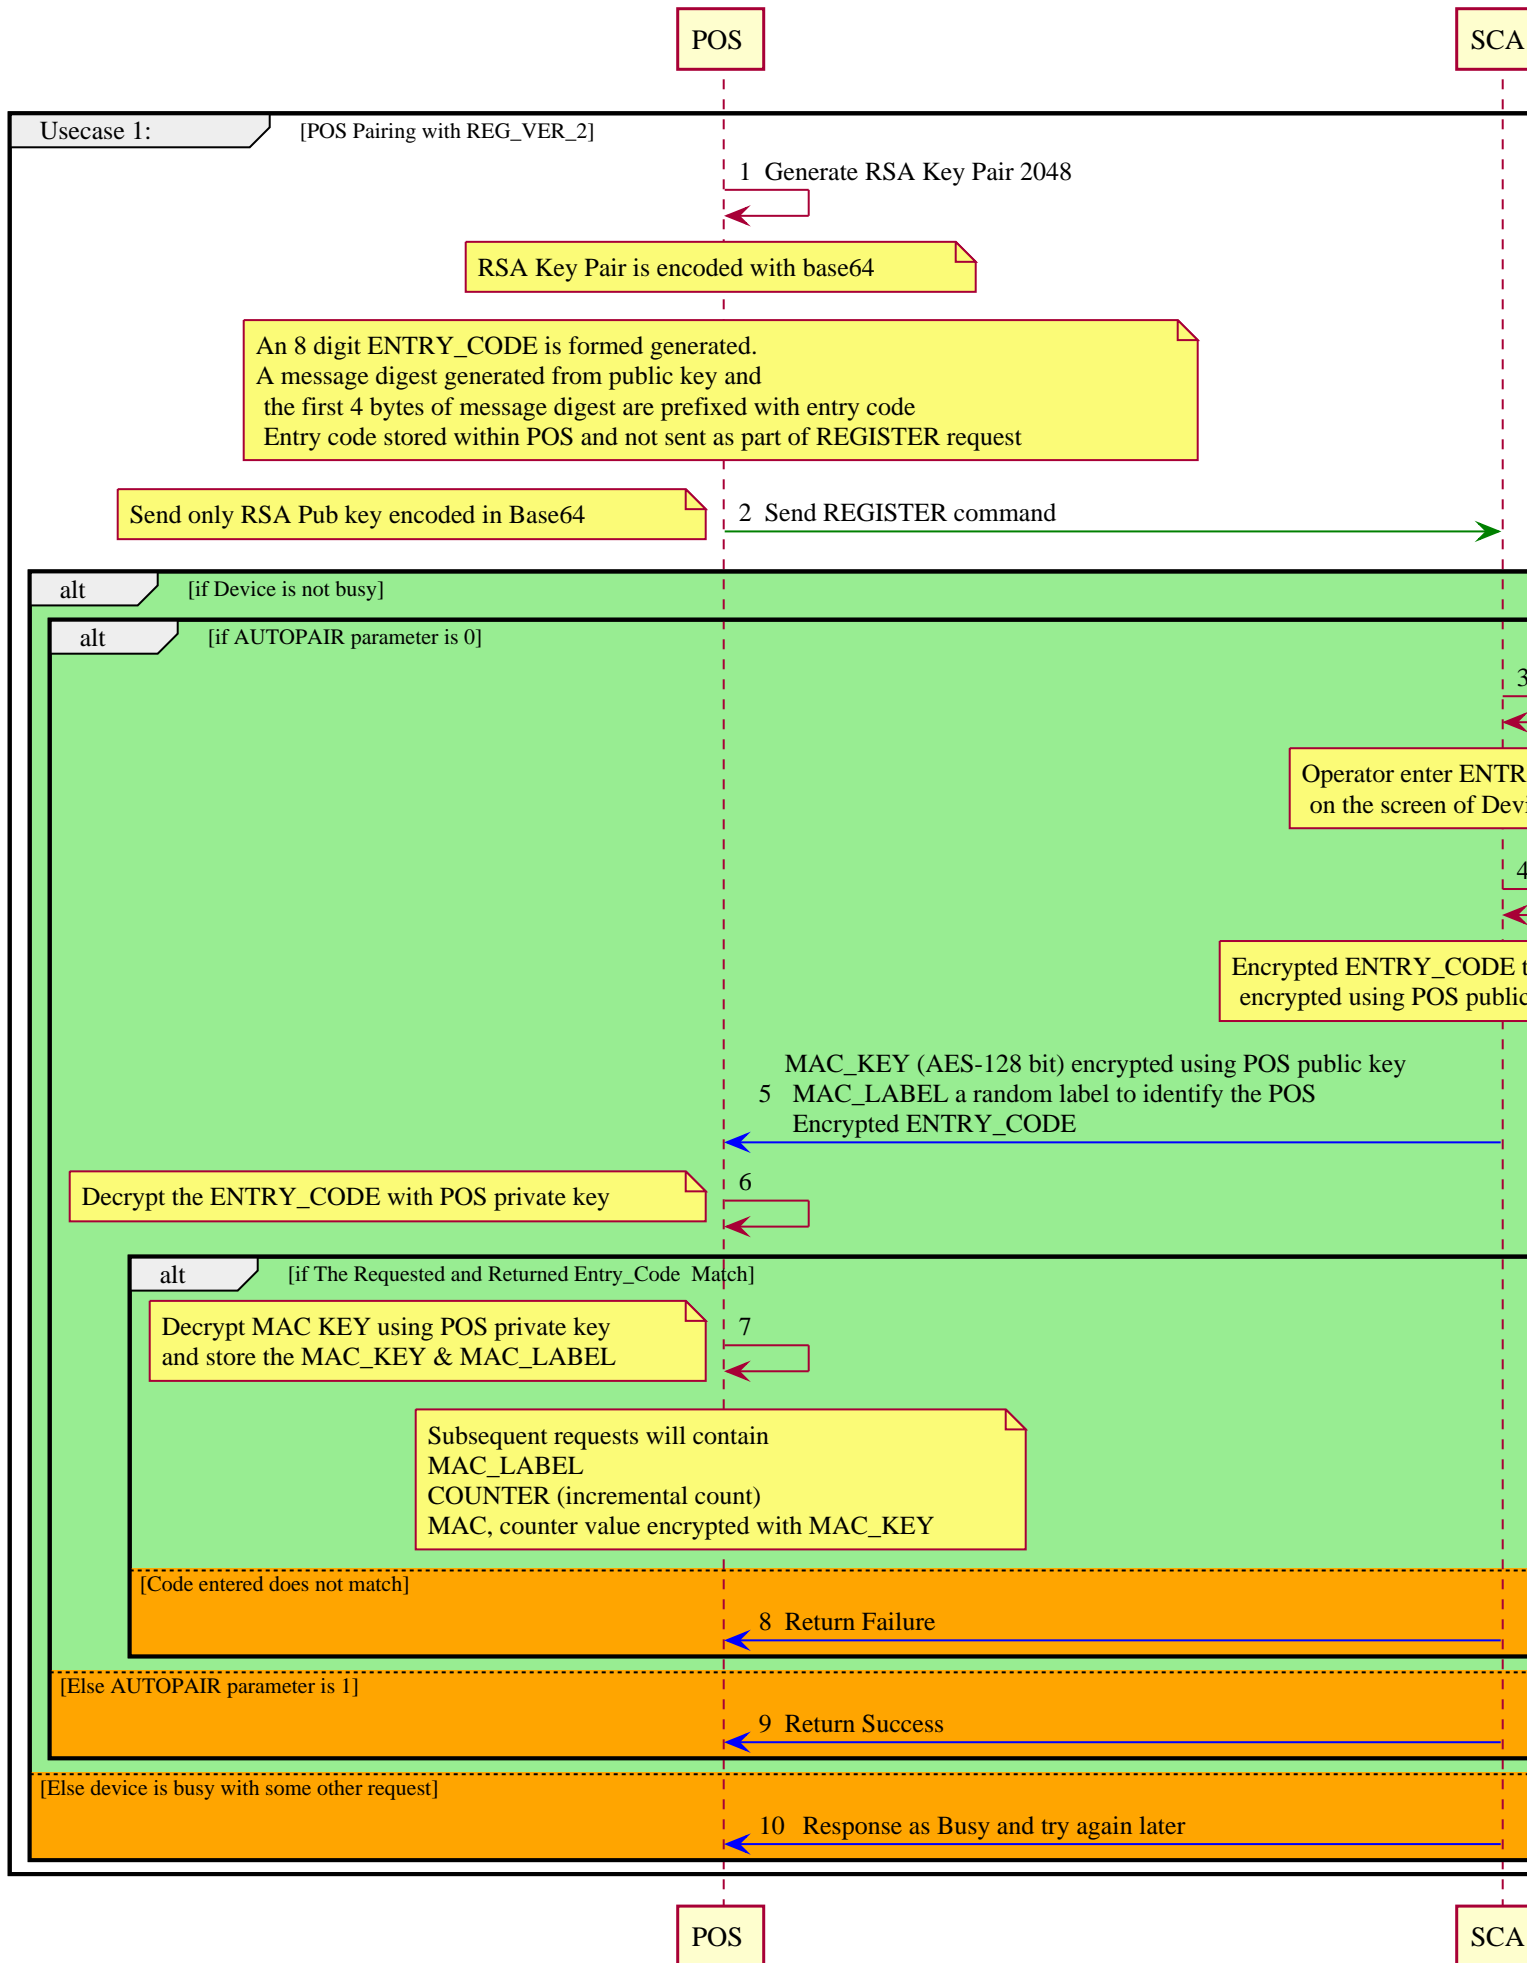 POS
SCA
Usecase 1:
[POS Pairing with REG_VER_2]
1 Generate RSA Key Pair 2048
RSA Key Pair is encoded with base64
An 8 digit ENTRY_CODE is formed generated.
A message digest generated from public key and
the first 4 bytes of message digest are prefixed with entry code
Entry code stored within POS and not sent as part of REGISTER request
Send only RSA Pub key encoded in Base64
2 Send REGISTER command
alt
[if Device is not busy]
alt
[if AUTOPAIR parameter is 0]
3
Operator enter ENTR
on the screen of Devi
4
Encrypted ENTRY_CODE t
encrypted using POS public
MAC_KEY (AES-128 bit) encrypted using POS public key
5 MAC_LABEL a random label to identify the POS
Encrypted ENTRY_CODE
Decrypt the ENTRY_CODE with POS private key
6
alt
[if The Requested and Returned Entry_Code Match]
Decrypt MAC KEY using POS private key
and store the MAC_KEY & MAC_LABEL
7
Subsequent requests will contain
MAC_LABEL
COUNTER (incremental count)
MAC, counter value encrypted with MAC_KEY
[Code entered does not match]
8 Return Failure
[Else AUTOPAIR parameter is 1]
9 Return Success
[Else device is busy with some other request]
10 Response as Busy and try again later
POS
SCA